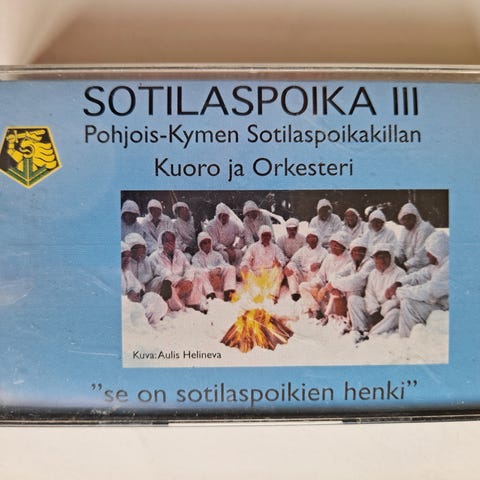 SOTILASPOIKA III
Pohjois-Kymen Sotilaspoikakillan
Kuoro ja Orkesteri
Kuva: Aulis Helineva
"se on sotilaspoikien henki"